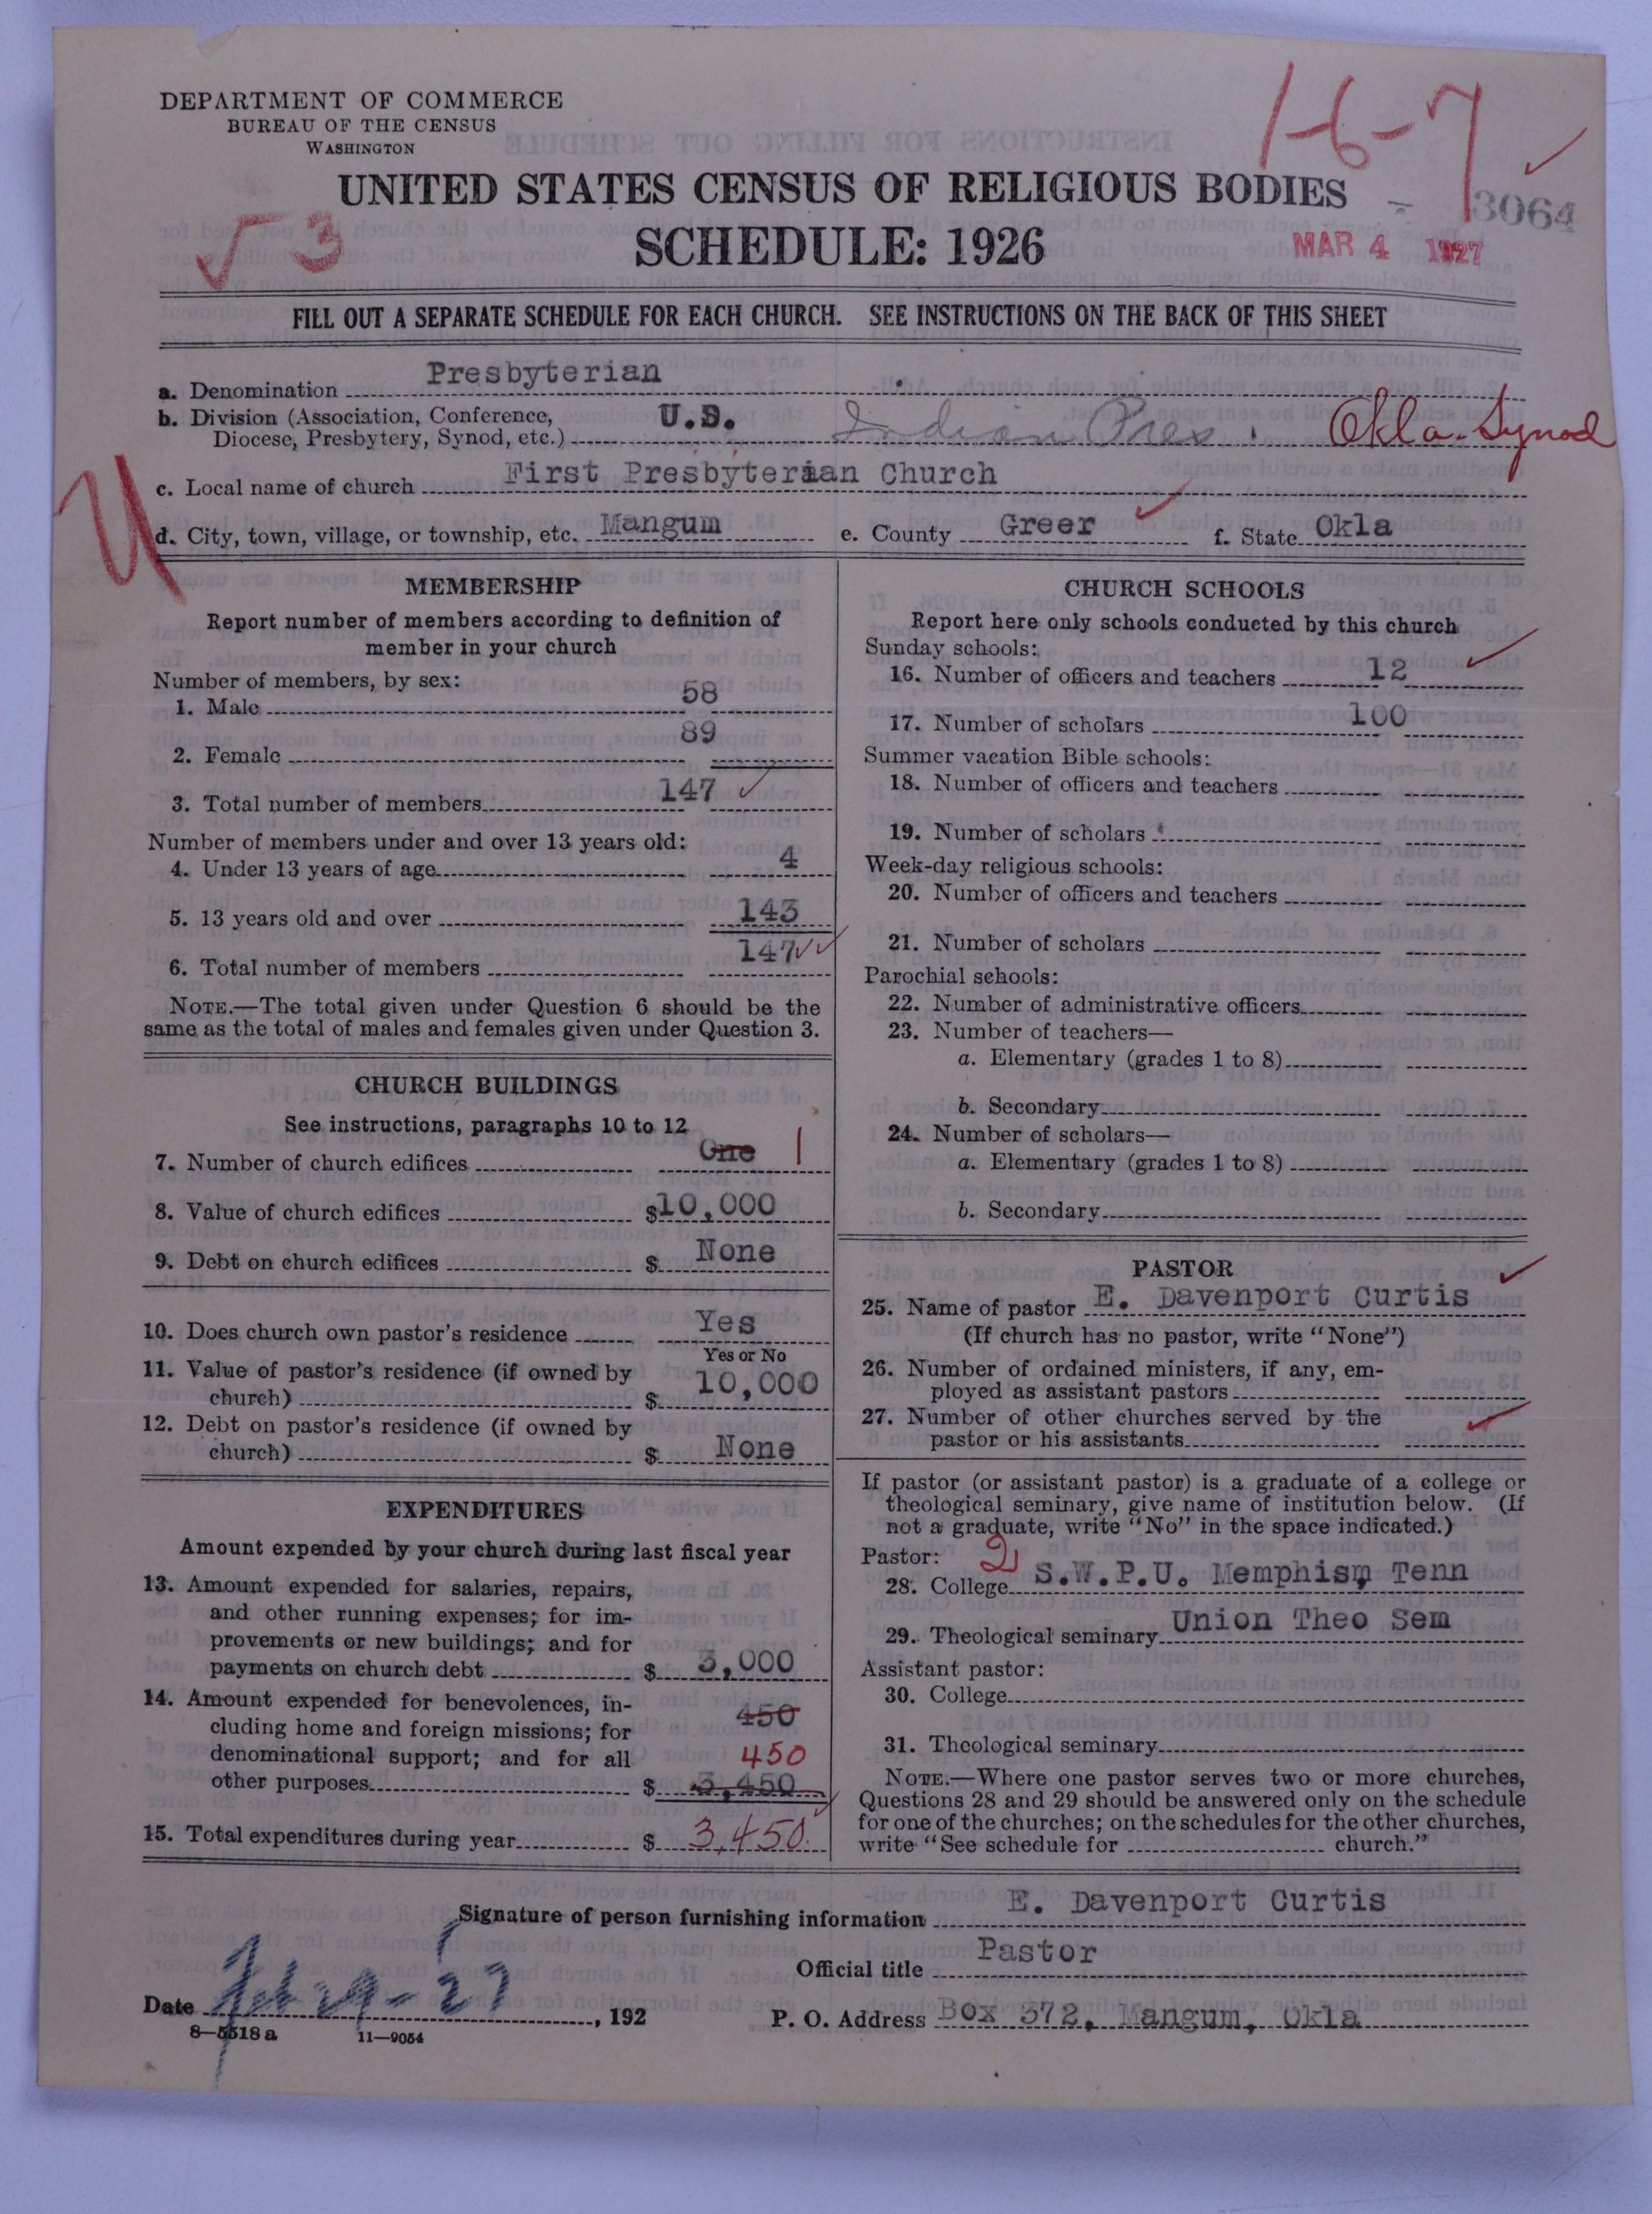 DEPARTMENT OF COMMERCE
BUREAU OF THE CENSUS
WASHINGTON
1-6-7
UNITED STATES CENSUS OF RELIGIOUS BODIES
3064
3
SCHEDULE: 1926
MAR 4 1927
FILL OUT A SEPARATE SCHEDULE FOR EACH CHURCH. SEE INSTRUCTIONS ON THE BACK OF THIS SHEET
a. Denomination Presbyterian
b. Division (Association, Conference,
Diocese, Presbytery, Synod, etc.) U.S. Indian Pres. Okla. Synod
c. Local name of church First Presbyterian Church
d. City, town, village, or township, etc. Mangum e. County Greer f. State Okla
MEMBERSHIP
Report number of members according to definition of
member in your church
Number of members, by sex:
1. Male 58
2. Female 89
3. Total number of members 147
Number of members under and over 13 years old:
4. Under 13 years of age 4
5. 13 years old and over 143
6. Total number of members 147
NOTE.—The total given under Question 6 should be the
same as the total of males and females given under Question 3.
CHURCH BUILDINGS
See instructions, paragraphs 10 to 12
7. Number of church edifices One 1
8. Value of church edifices $10,000
9. Debt on church edifices $ None
10. Does church own pastor's residence Yes
Yes or No
11. Value of pastor's residence (if owned by
church) $ 10,000
12. Debt on pastor's residence (if owned by
church) $ None
EXPENDITURES
Amount expended by your church during last fiscal year
13. Amount expended for salaries, repairs,
and other running expenses; for im-
provements or new buildings; and for
payments on church debt $ 3,000
14. Amount expended for benevolences, in-
cluding home and foreign missions; for 450
denominational support; and for all 450
other purposes $ 3,450
15. Total expenditures during year $ 3,450
CHURCH SCHOOLS
Report here only schools conducted by this church
Sunday schools:
16. Number of officers and teachers 12
17. Number of scholars 100
Summer vacation Bible schools:
18. Number of officers and teachers
19. Number of scholars
Week-day religious schools:
20. Number of officers and teachers
21. Number of scholars
Parochial schools:
22. Number of administrative officers
23. Number of teachers—
a. Elementary (grades 1 to 8)
b. Secondary
24. Number of scholars—
a. Elementary (grades 1 to 8)
b. Secondary
PASTOR
25. Name of pastor E. Davenport Curtis
(If church has no pastor, write "None")
26. Number of ordained ministers, if any, em-
ployed as assistant pastors
27. Number of other churches served by the
pastor or his assistants
If pastor (or assistant pastor) is a graduate of a college or
theological seminary, give name of institution below. (If
not a graduate, write "No" in the space indicated.)
Pastor: 2
28. College S.W.P.U. Memphis, Tenn
29. Theological seminary Union Theo Sem
Assistant pastor:
30. College
31. Theological seminary
NOTE.—Where one pastor serves two or more churches,
Questions 28 and 29 should be answered only on the schedule
for one of the churches; on the schedules for the other churches,
write "See schedule for church."
Signature of person furnishing information E. Davenport Curtis
Official title Pastor
Date , 192
P. O. Address Box 372, Mangum, Okla
8—5518a 11—9054